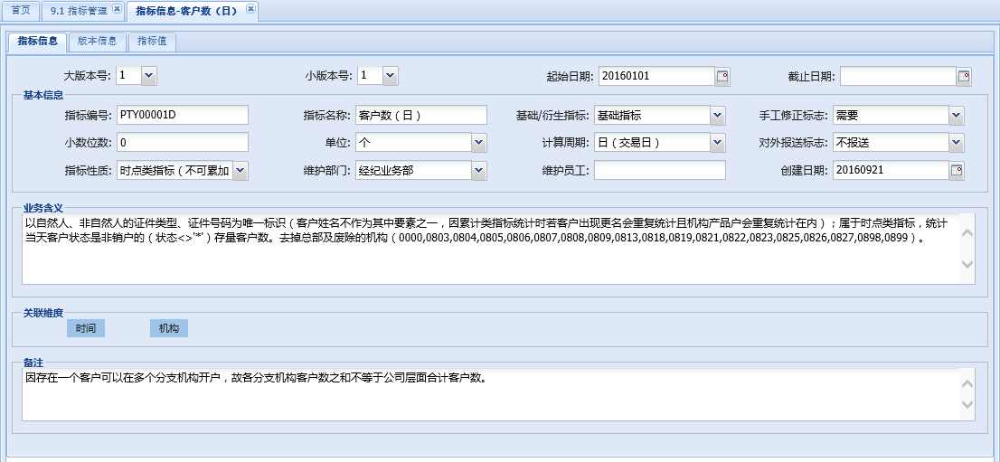 首页 9.1 指标管理 指标信息-客户数（日）
指标信息 版本信息 指标值
大版本号: 1 小版本号: 1 起始日期: 20160101 截止日期:
基本信息
指标编号: PTY00001D 指标名称: 客户数（日） 基础/衍生指标: 基础指标 手工修正标志: 需要
小数位数: 0 单位: 个 计算周期: 日（交易日） 对外报送标志: 不报送
指标性质: 时点类指标（不可累加 维护部门: 经纪业务部 维护员工: 创建日期: 20160921
业务含义
以自然人、非自然人的证件类型、证件号码为唯一标识（客户姓名不作为其中要素之一，因累计类指标统计时若客户出现更名会重复统计且机构产品户会重复统计在内）；属于时点类指标，统计
当天客户状态是非销户的（状态<>'*'）存量客户数。去掉总部及废除的机构（0000,0803,0804,0805,0806,0807,0808,0809,0813,0818,0819,0821,0822,0823,0825,0826,0827,0898,0899）。
关联维度
时间 机构
备注
因存在一个客户可以在多个分支机构开户，故各分支机构客户数之和不等于公司层面合计客户数。